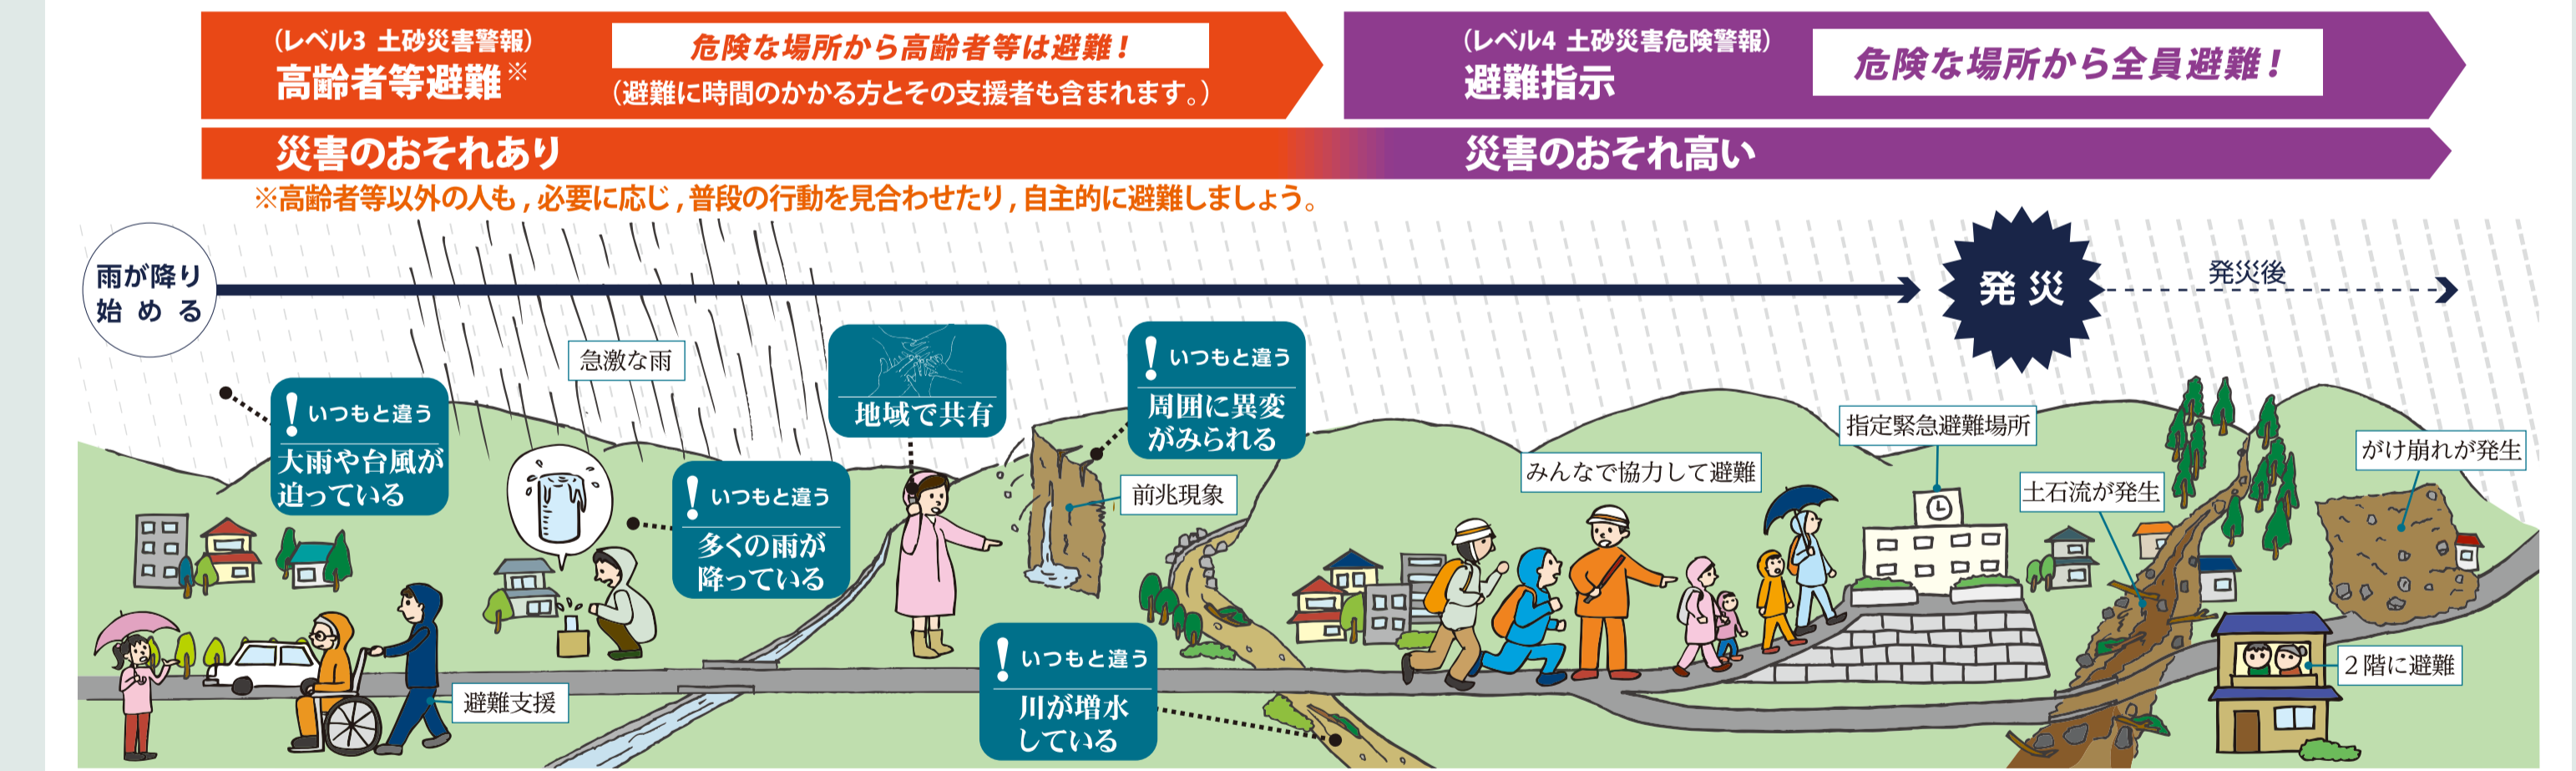 （レベル3 土砂災害警報）
高齢者等避難※
危険な場所から高齢者等は避難！
（避難に時間のかかる方とその支援者も含まれます。）
（レベル4 土砂災害危険警報）
避難指示
危険な場所から全員避難！
災害のおそれあり
災害のおそれ高い
※高齢者等以外の人も,必要に応じ,普段の行動を見合わせたり,自主的に避難しましょう。
雨が降り
始める
発災
発災後
急激な雨
！いつもと違う
大雨や台風が
迫っている
！いつもと違う
多くの雨が
降っている
地域で共有
！いつもと違う
周囲に異変
がみられる
前兆現象
みんなで協力して避難
指定緊急避難場所
土石流が発生
がけ崩れが発生
避難支援
！いつもと違う
川が増水
している
２階に避難